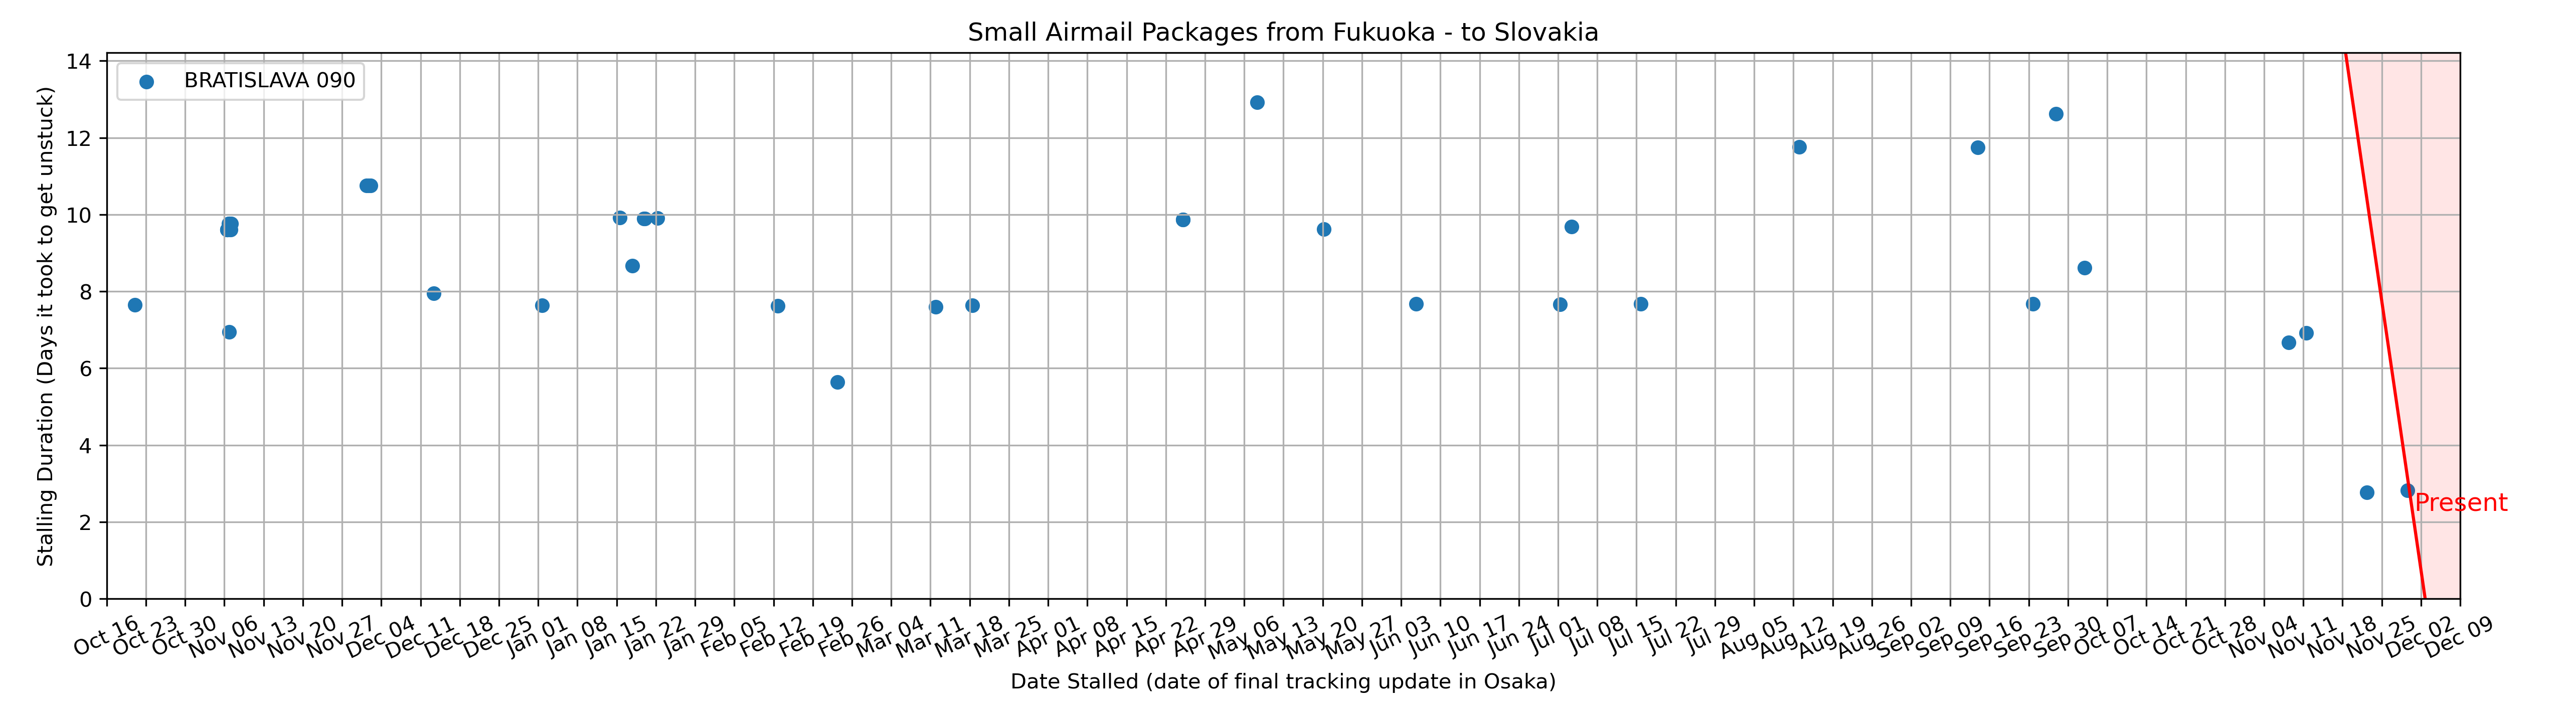 Small Airmail Packages from Fukuoka - to Slovakia
BRATISLAVA 090
Stalling Duration (Days it took to get unstuck)
14
12
10
8
6
4
2
0
Present
Oct 16 Oct 23 Oct 30 Nov 06 Nov 13 Nov 20 Nov 27 Dec 04 Dec 11 Dec 18 Dec 25 Jan 01 Jan 08 Jan 15 Jan 22 Jan 29 Feb 05 Feb 12 Feb 19 Feb 26 Mar 04 Mar 11 Mar 18 Mar 25 Apr 01 Apr 08 Apr 15 Apr 22 Apr 29 May 06 May 13 May 20 May 27 Jun 03 Jun 10 Jun 17 Jun 24 Jul 01 Jul 08 Jul 15 Jul 22 Jul 29 Aug 05 Aug 12 Aug 19 Aug 26 Sep 02 Sep 09 Sep 16 Sep 23 Sep 30 Oct 07 Oct 14 Oct 21 Oct 28 Nov 04 Nov 11 Nov 18 Nov 25 Dec 02 Dec 09
Date Stalled (date of final tracking update in Osaka)